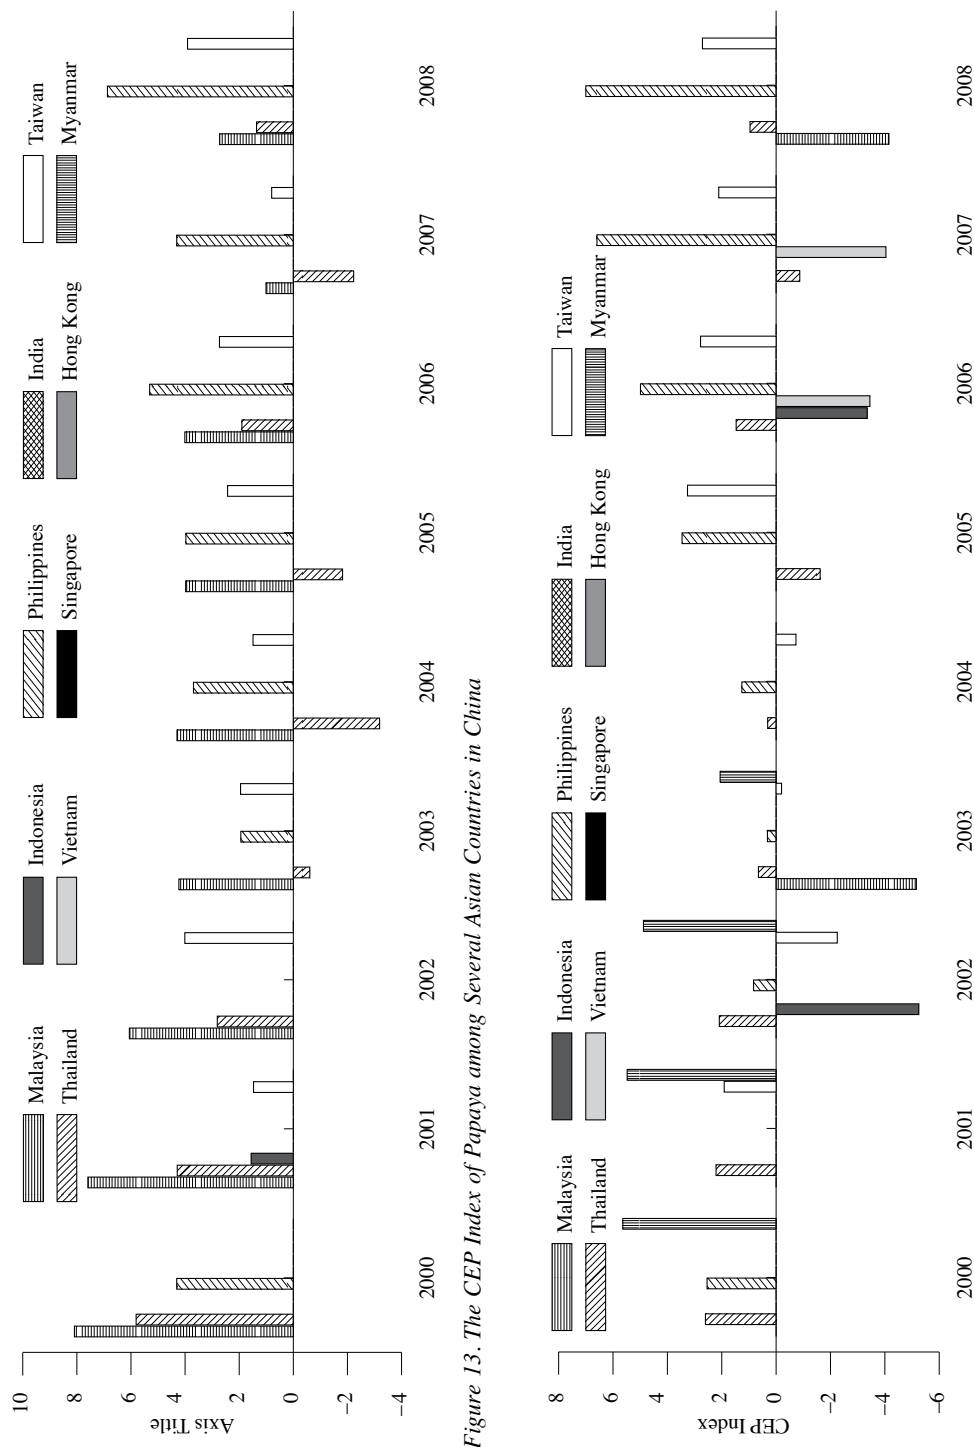 Malaysia Indonesia Philippines India Taiwan
Thailand Vietnam Singapore Hong Kong Myanmar
10
8
6
4
2
0
−2
−4
Axis Title
2000 2001 2002 2003 2004 2005 2006 2007 2008
Figure 13. The CEP Index of Papaya among Several Asian Countries in China
Malaysia Indonesia Philippines India Taiwan
Thailand Vietnam Singapore Hong Kong Myanmar
8
6
4
2
0
−2
−4
−6
CEP Index
2000 2001 2002 2003 2004 2005 2006 2007 2008